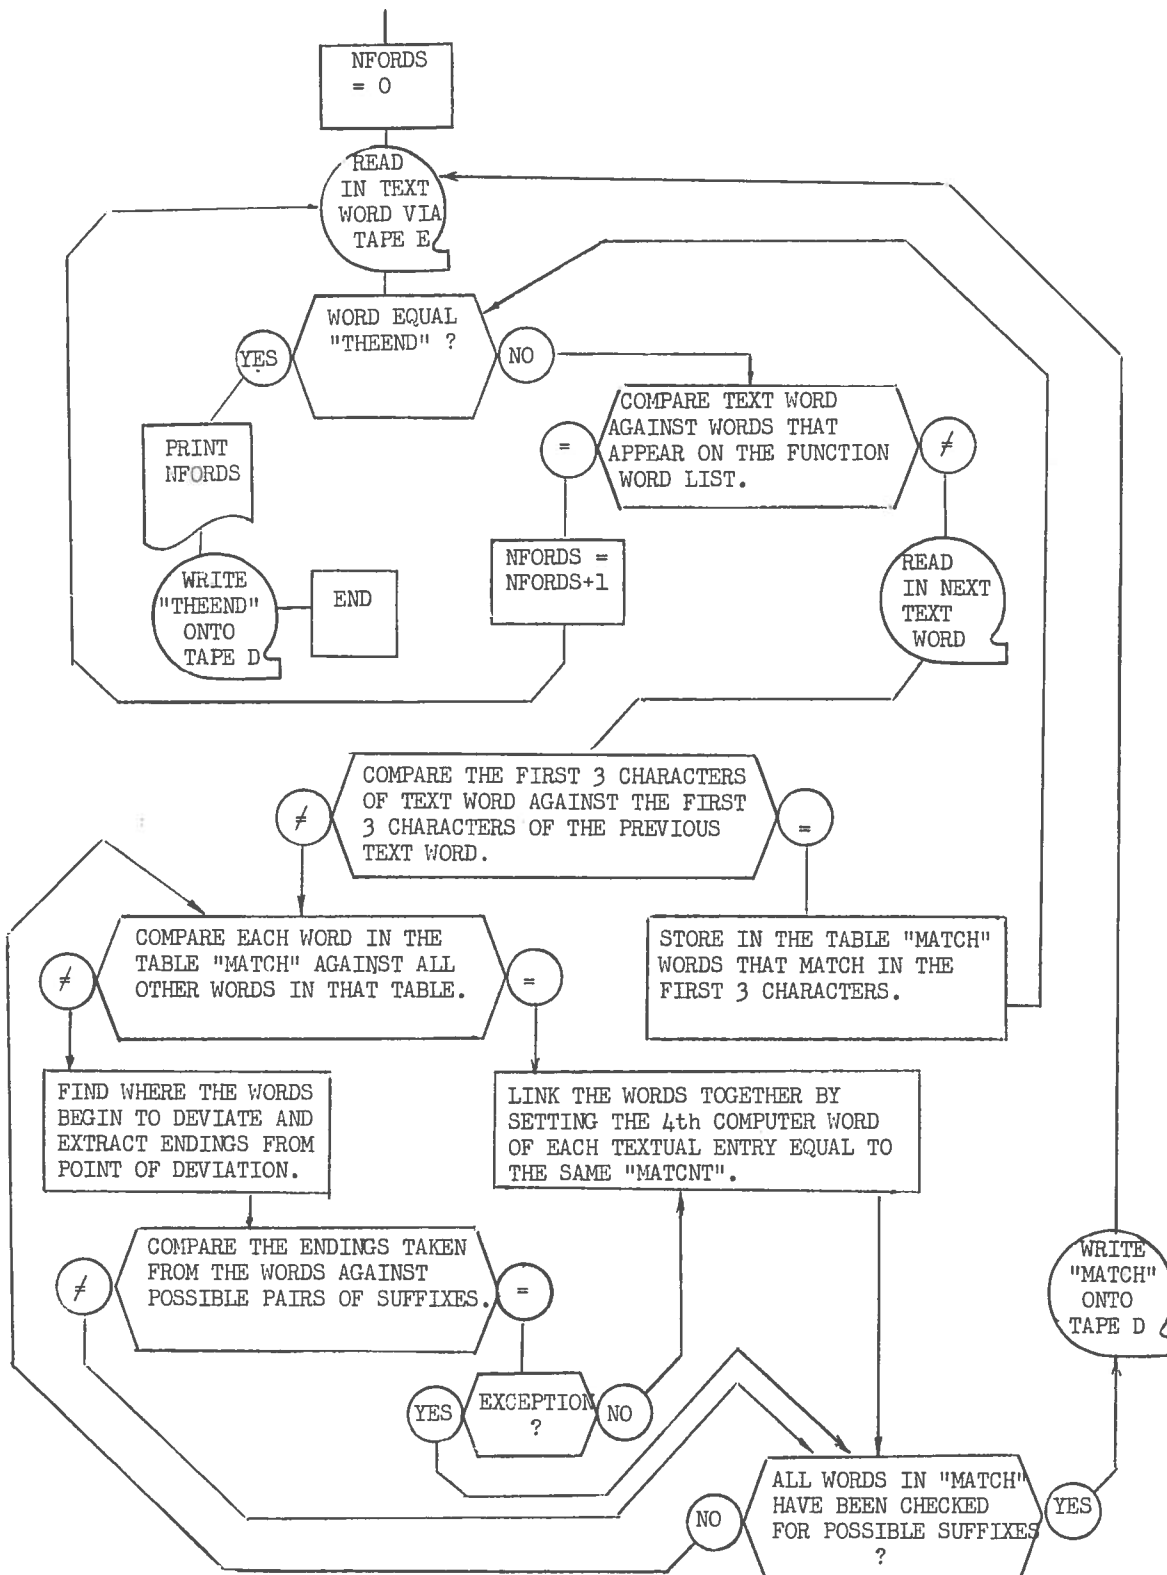 NFORDS
= 0
READ
IN TEXT
WORD VIA
TAPE E
WORD EQUAL
"THEEND" ?
YES
NO
COMPARE TEXT WORD
AGAINST WORDS THAT
APPEAR ON THE FUNCTION
WORD LIST.
=
≠
PRINT
NFORDS
NFORDS =
NFORDS+1
READ
IN NEXT
TEXT
WORD
WRITE
"THEEND"
ONTO
TAPE D
END
COMPARE THE FIRST 3 CHARACTERS
OF TEXT WORD AGAINST THE FIRST
3 CHARACTERS OF THE PREVIOUS
TEXT WORD.
≠
=
COMPARE EACH WORD IN THE
TABLE "MATCH" AGAINST ALL
OTHER WORDS IN THAT TABLE.
≠
=
STORE IN THE TABLE "MATCH"
WORDS THAT MATCH IN THE
FIRST 3 CHARACTERS.
FIND WHERE THE WORDS
BEGIN TO DEVIATE AND
EXTRACT ENDINGS FROM
POINT OF DEVIATION.
LINK THE WORDS TOGETHER BY
SETTING THE 4th COMPUTER WORD
OF EACH TEXTUAL ENTRY EQUAL TO
THE SAME "MATCNT".
COMPARE THE ENDINGS TAKEN
FROM THE WORDS AGAINST
POSSIBLE PAIRS OF SUFFIXES.
≠
=
WRITE
"MATCH"
ONTO
TAPE D
YES
EXCEPTION
?
NO
ALL WORDS IN "MATCH"
HAVE BEEN CHECKED
FOR POSSIBLE SUFFIXES
?
NO
YES